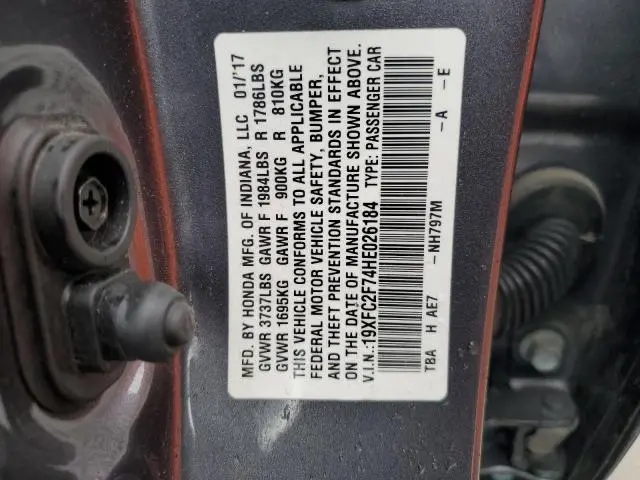 MFD. BY HONDA MFG. OF INDIANA, LLC 01/'17
GVWR 3737LBS GAWR F 1984LBS R 1786LBS
GVWR 1695KG GAWR F 900KG R 810KG
THIS VEHICLE CONFORMS TO ALL APPLICABLE
FEDERAL MOTOR VEHICLE SAFETY, BUMPER,
AND THEFT PREVENTION STANDARDS IN EFFECT
ON THE DATE OF MANUFACTURE SHOWN ABOVE.
V.I.N.:19XFC2F74HE026184 TYPE: PASSENGER CAR
TBA H AE7 -NH797M -A -E